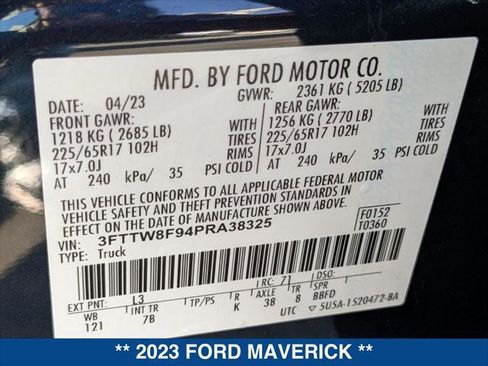 MFD. BY FORD MOTOR CO.
DATE: 04/23 GVWR: 2361 KG ( 5205 LB)
FRONT GAWR: REAR GAWR:
1218 KG ( 2685 LB) WITH 1256 KG ( 2770 LB) WITH
225/65R17 102H TIRES 225/65R17 102H TIRES
17x7.0J RIMS 17x7.0J RIMS
AT 240 kPa/ 35 PSI COLD AT 240 kPa/ 35 PSI COLD
THIS VEHICLE CONFORMS TO ALL APPLICABLE FEDERAL MOTOR
VEHICLE SAFETY AND THEFT PREVENTION STANDARDS IN EFFECT
ON THE DATE OF MANUFACTURE SHOWN ABOVE.
VIN: 3FTTW8F94PRA38325 F0152
TYPE: Truck T0360
EXT PNT: L3 RC: 71 DSO:
WB INT TR TP/PS R AXLE TR SPR
121 7B K 38 8 BBFD
UTC ▽ 5U5A-1520472-BA
** 2023 FORD MAVERICK **